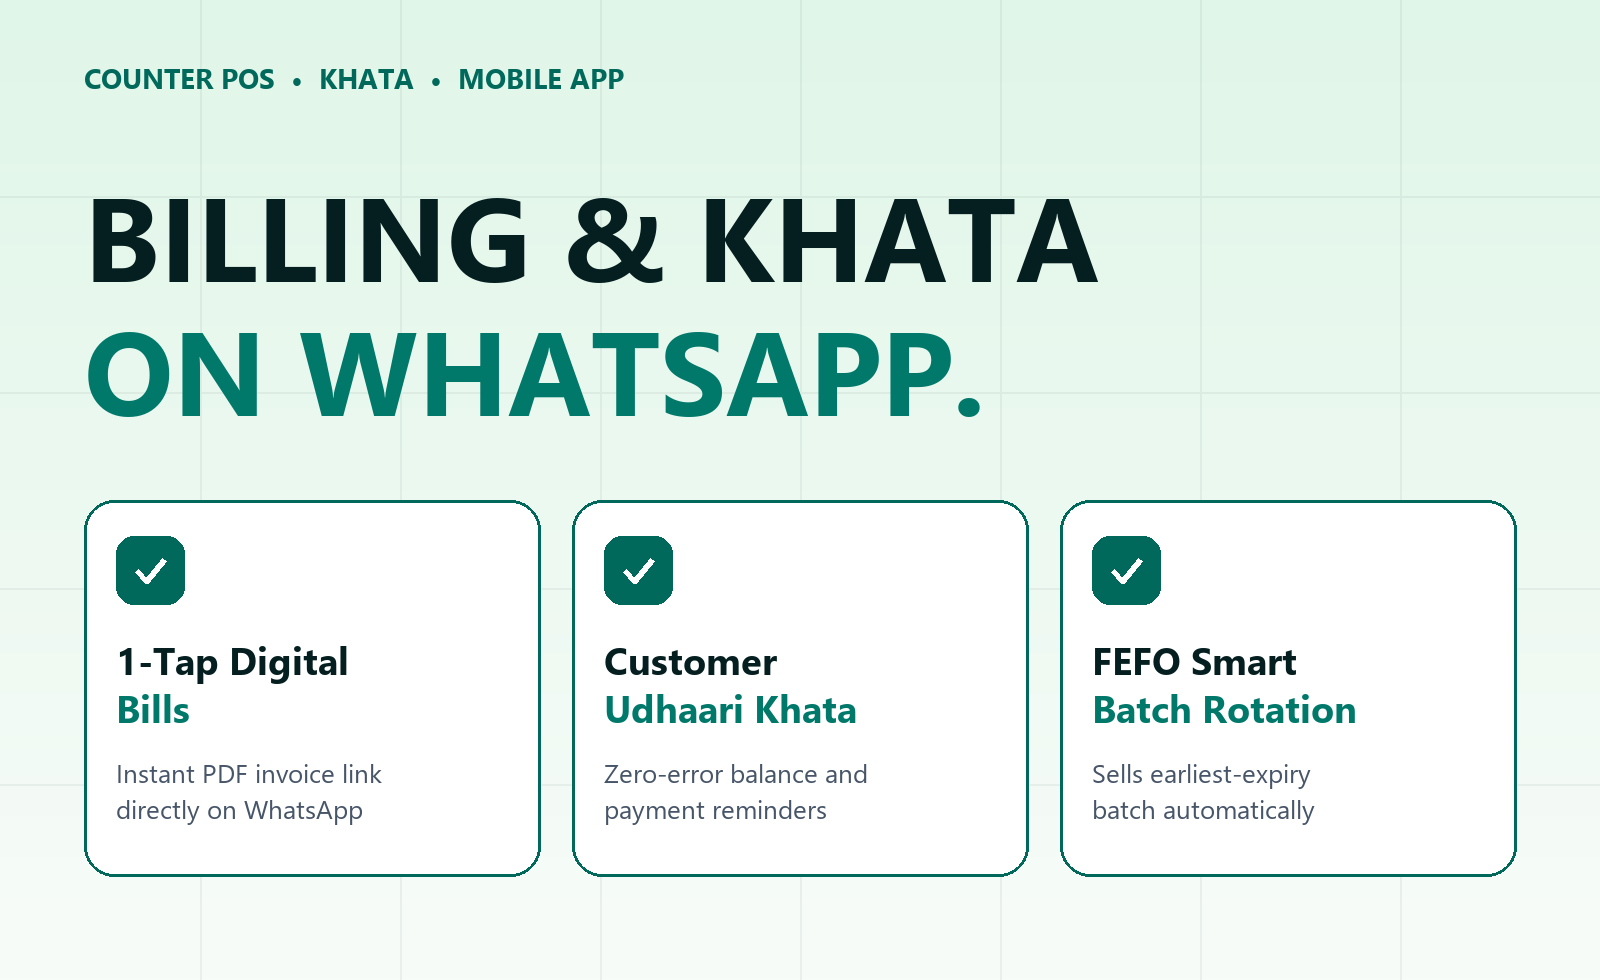 COUNTER POS • KHATA • MOBILE APP
BILLING & KHATA
ON WHATSAPP.
1-Tap Digital
Bills
Instant PDF invoice link
directly on WhatsApp
Customer
Udhaari Khata
Zero-error balance and
payment reminders
FEFO Smart
Batch Rotation
Sells earliest-expiry
batch automatically